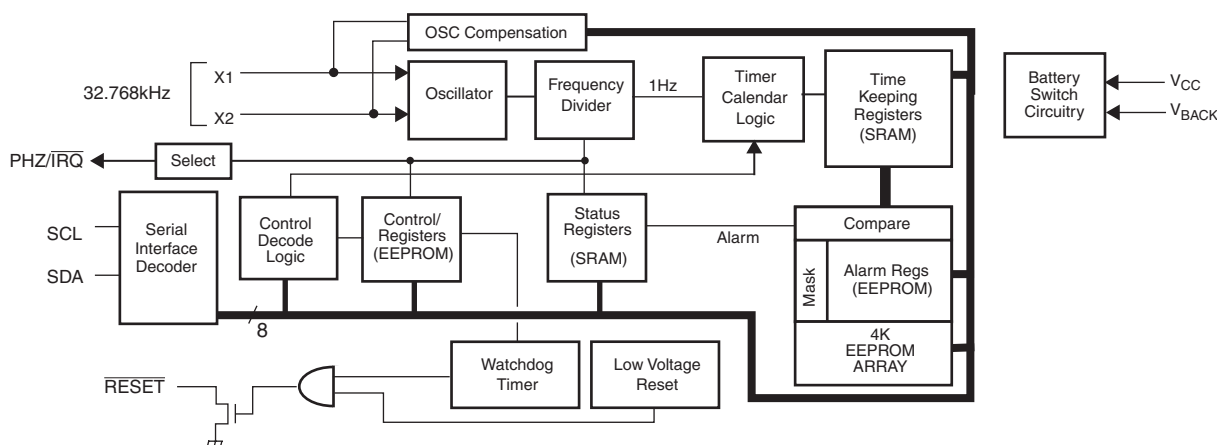 OSC Compensation
X1
32.768kHz
X2
Oscillator
Frequency
Divider
1Hz
Timer
Calendar
Logic
Time
Keeping
Registers
(SRAM)
Battery
Switch
Circuitry
VCC
VBACK
PHZ/IRQ
Select
SCL
SDA
Serial
Interface
Decoder
Control
Decode
Logic
Control/
Registers
(EEPROM)
Status
Registers
(SRAM)
Alarm
Compare
Mask
Alarm Regs
(EEPROM)
4K
EEPROM
ARRAY
8
Watchdog
Timer
Low Voltage
Reset
RESET